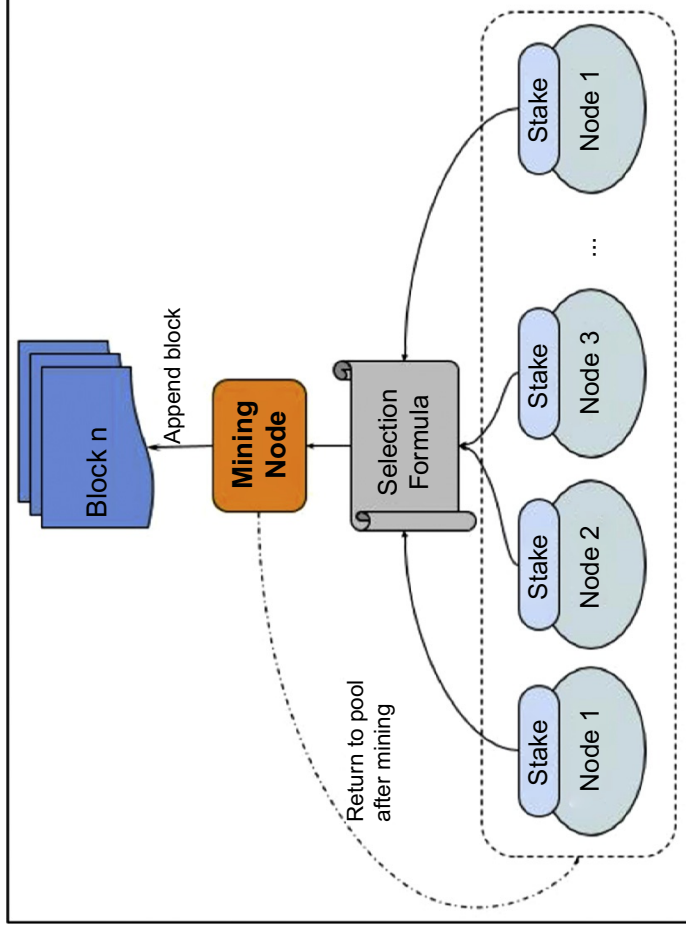 Block n
Append block
Mining
Node
Selection
Formula
Return to pool
after mining
Stake
Node 1
Stake
Node 2
Stake
Node 3
...
Stake
Node 1